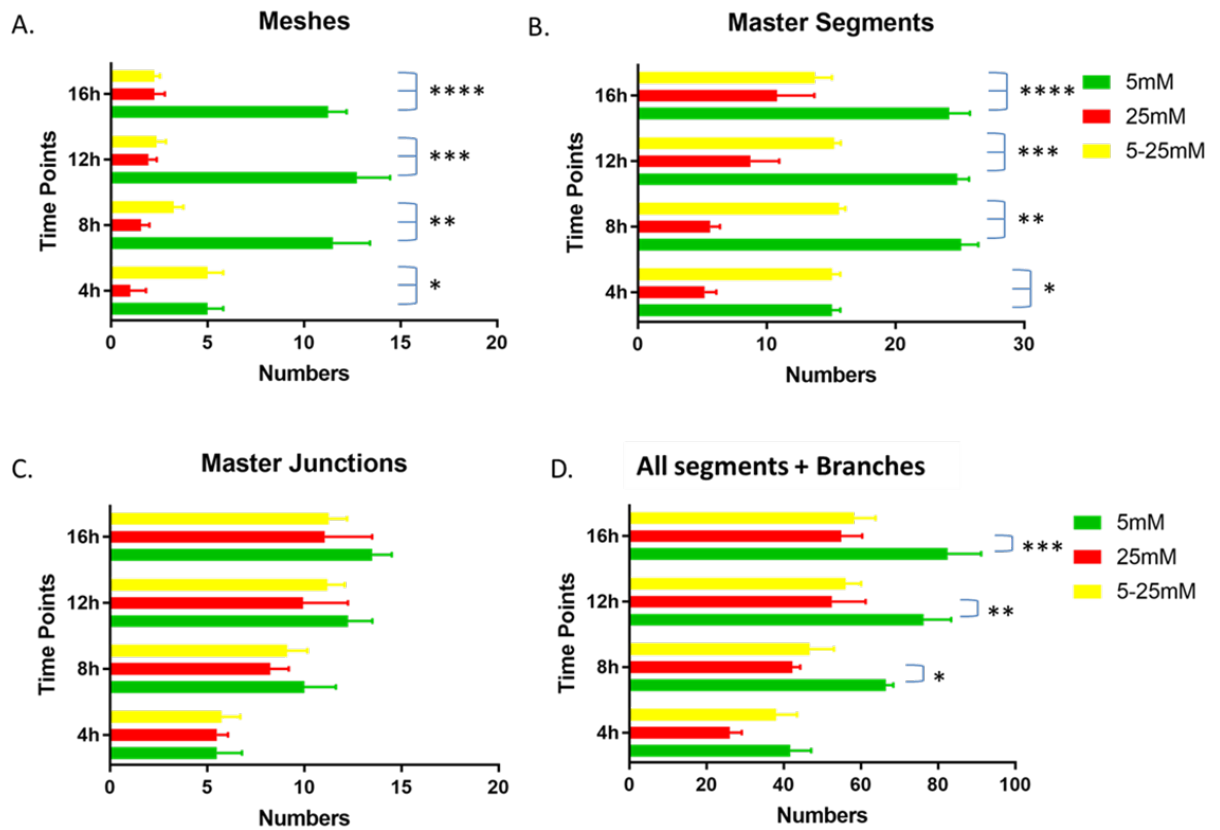 A.
Meshes
Time Points
16h
12h
8h
4h
****
***
**
*
0 5 10 15 20
Numbers
B.
Master Segments
Time Points
16h
12h
8h
4h
****
***
**
*
0 10 20 30
Numbers
5mM
25mM
5-25mM
C.
Master Junctions
Time Points
16h
12h
8h
4h
0 5 10 15 20
Numbers
D.
All segments + Branches
Time Points
16h
12h
8h
4h
***
**
*
0 20 40 60 80 100
Numbers
5mM
25mM
5-25mM